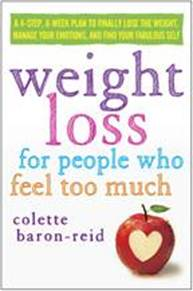 A 4-STEP, 8-WEEK PLAN TO FINALLY LOSE THE WEIGHT,
MANAGE YOUR EMOTIONS, AND FIND YOUR FABULOUS SELF
weight
loss
for people who
feel too much
colette
baron-reid